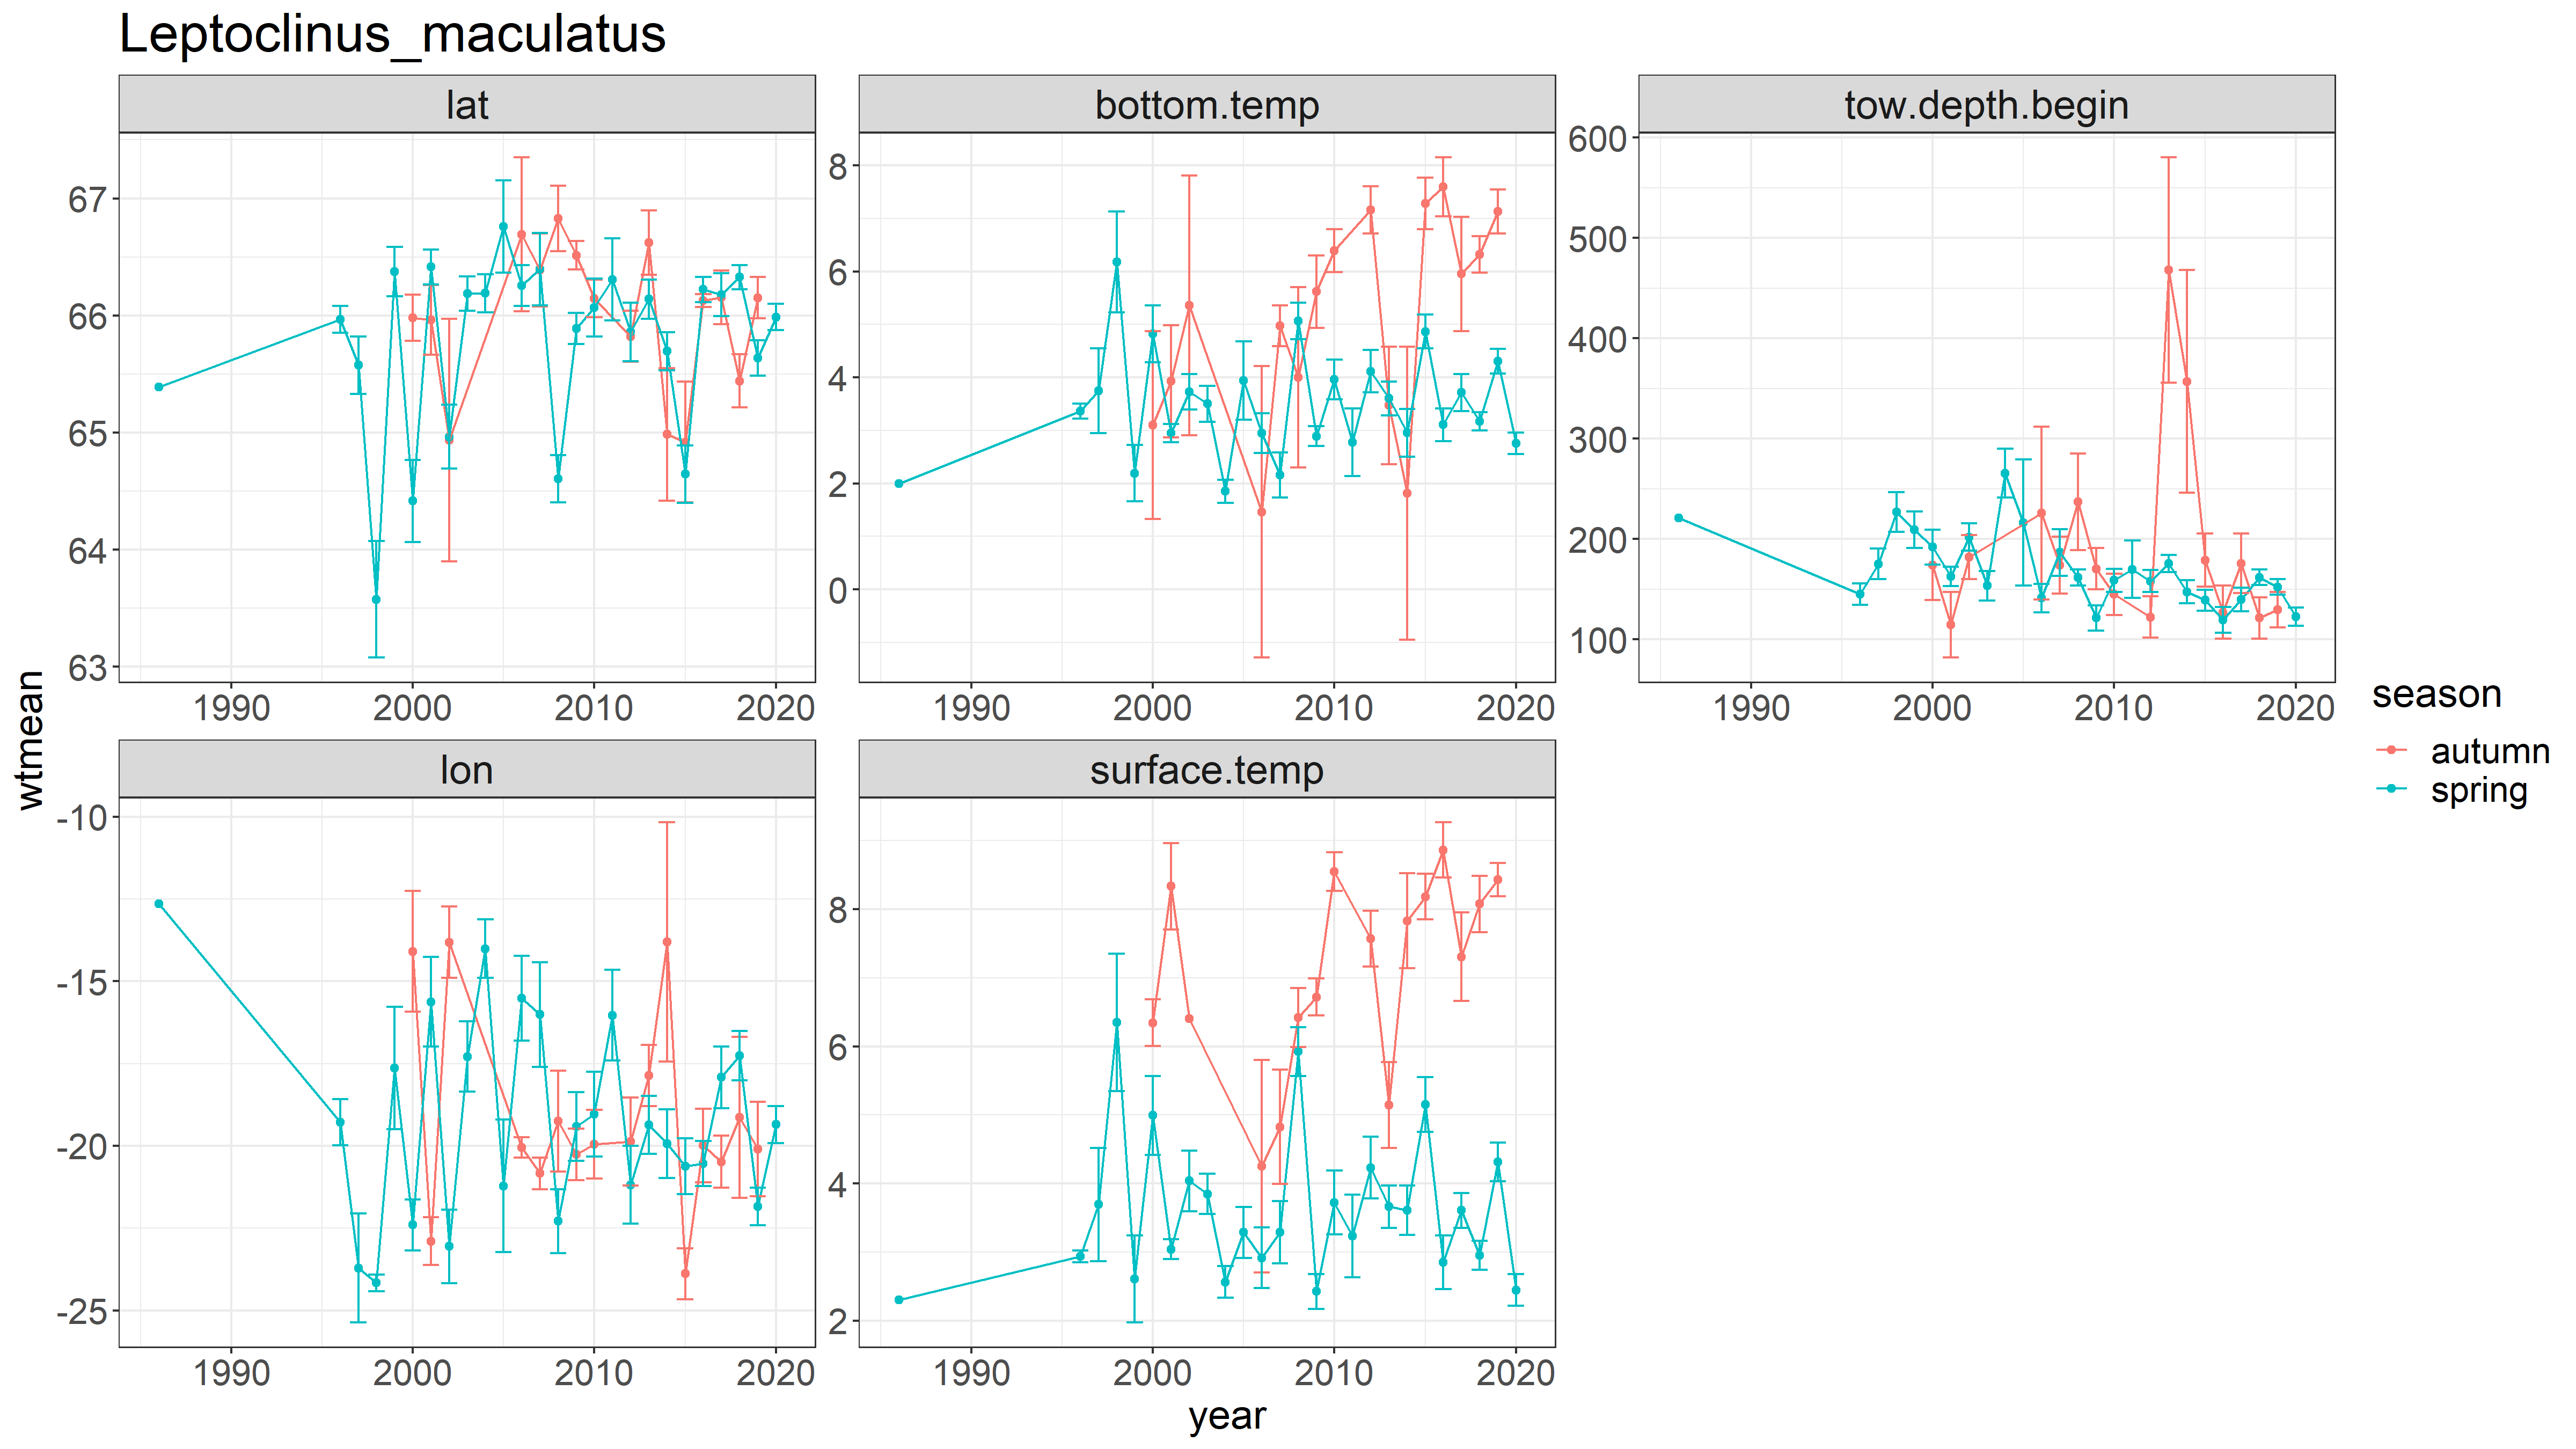 Leptoclinus_maculatus
lat
bottom.temp
tow.depth.begin
67
66
65
64
63
8
6
4
2
0
600
500
400
300
200
100
1990 2000 2010 2020
1990 2000 2010 2020
1990 2000 2010 2020
wtmean
lon
surface.temp
-10
-15
-20
-25
8
6
4
2
1990 2000 2010 2020
1990 2000 2010 2020
year
season
autumn
spring